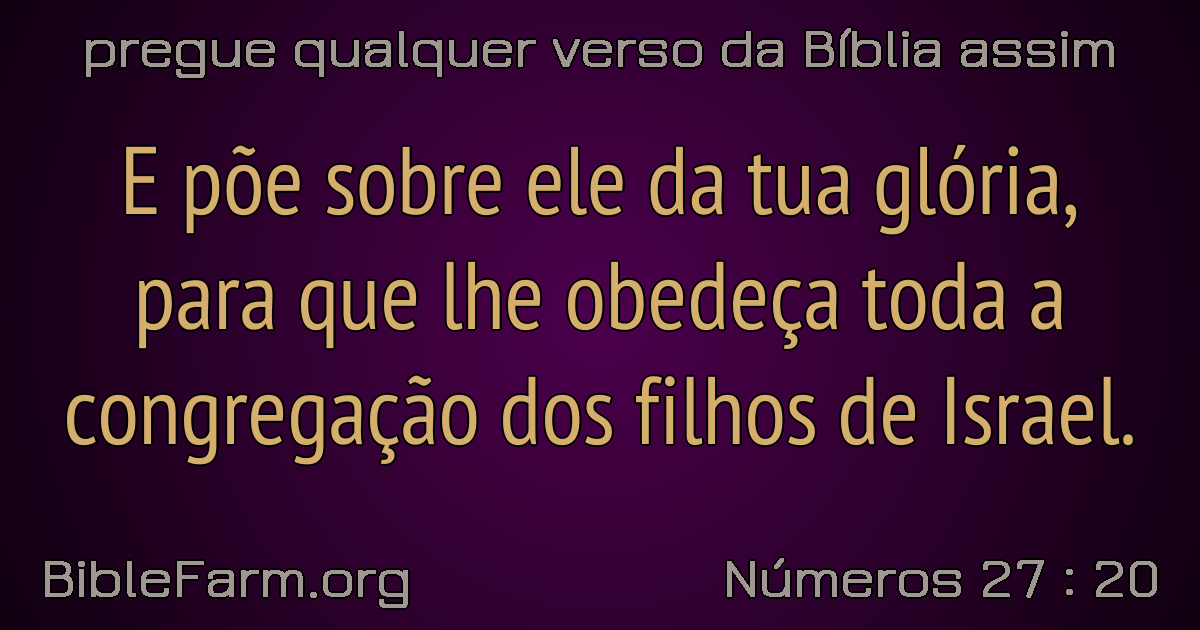 pregue qualquer verso da Bíblia assim
E põe sobre ele da tua glória,
para que lhe obedeça toda a
congregação dos filhos de Israel.
BibleFarm.org
Números 27 : 20